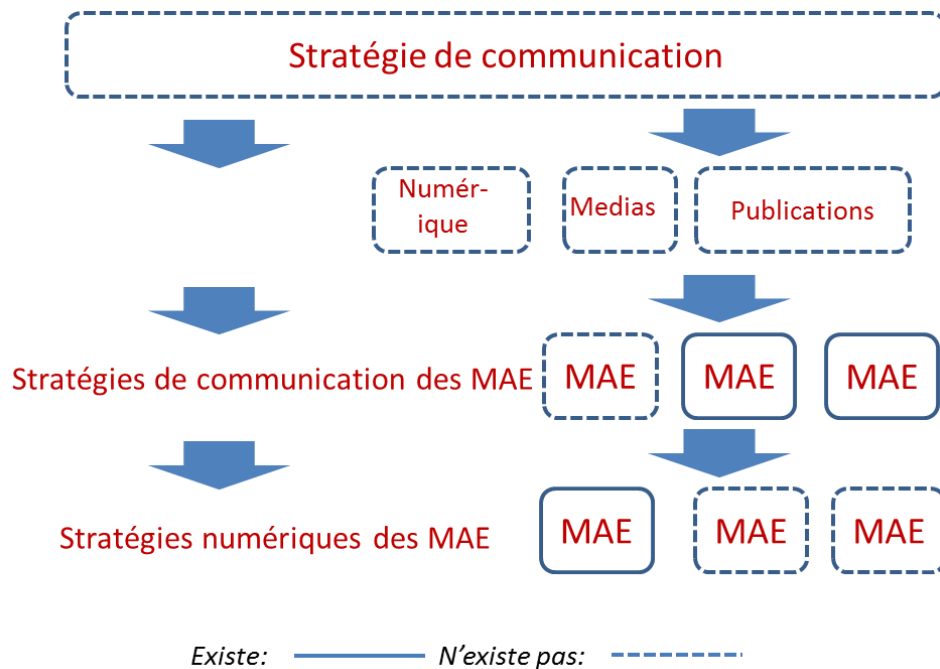 Stratégie de communication
Numér-
ique
Medias
Publications
Stratégies de communication des MAE
MAE
MAE
MAE
Stratégies numériques des MAE
MAE
MAE
MAE
Existe:
N'existe pas: